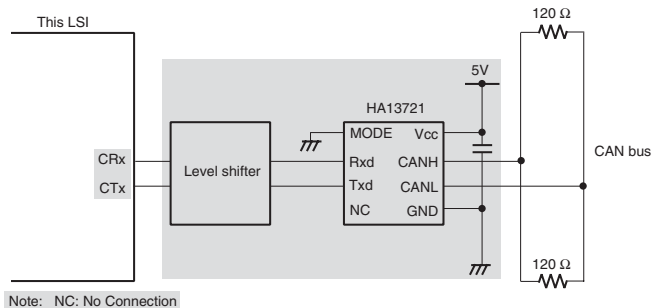 120 Ω
This LSI
5V
HA13721
MODE Vcc
CRx
Level shifter
Rxd CANH
CAN bus
CTx
Txd CANL
NC GND
120 Ω
Note: NC: No Connection